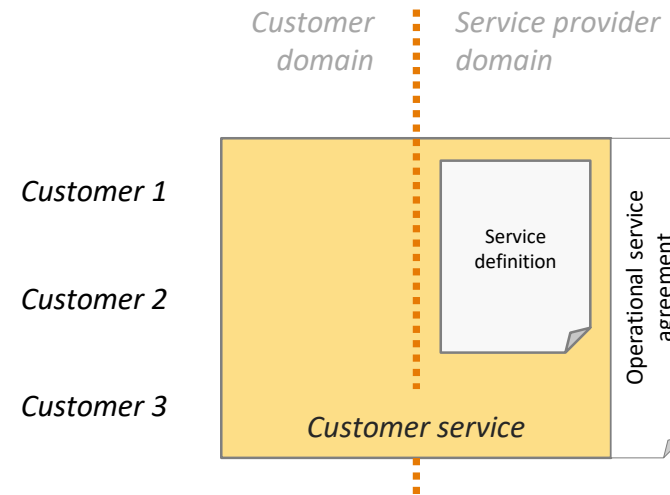 Customer
domain
Service provider
domain
Customer 1
Customer 2
Customer 3
Service
definition
Operational service
agreement
Customer service